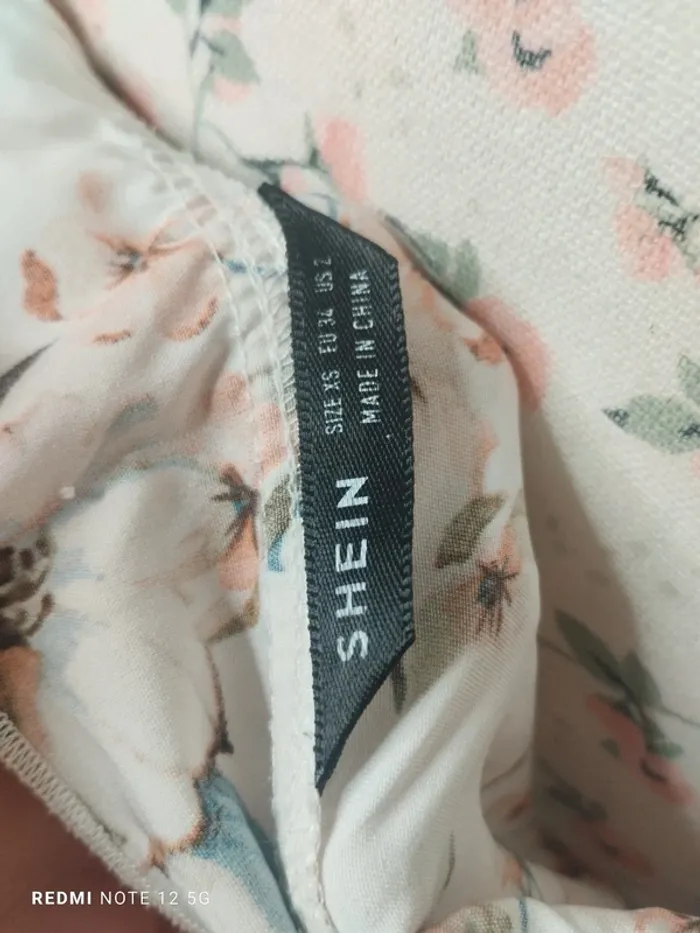 SHEIN
SIZE XS EU 34 US 2
MADE IN CHINA
REDMI NOTE 12 5G